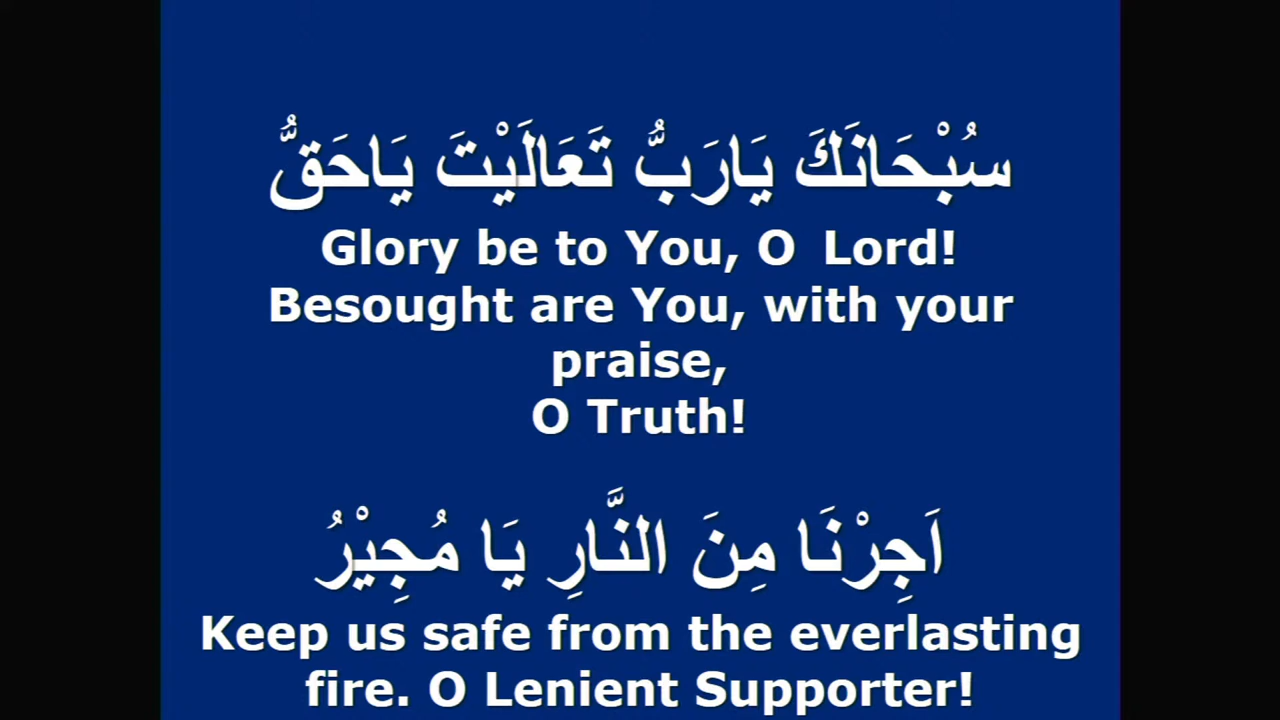 سُبْحَانَكَ يَارَبُّ تَعَالَيْتَ يَاحَقُّ
Glory be to You, O Lord!
Besought are You, with your
praise,
O Truth!
اَجِرْنَا مِنَ النَّارِ يَا مُجِيْرُ
Keep us safe from the everlasting
fire. O Lenient Supporter!